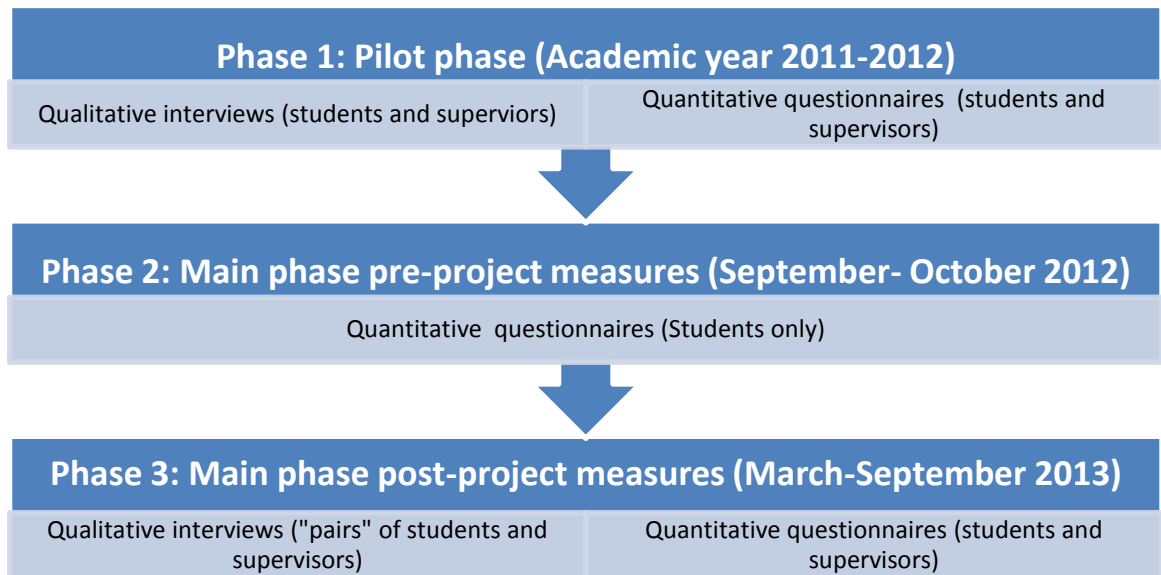 Phase 1: Pilot phase (Academic year 2011-2012)
Qualitative interviews (students and superviors)
Quantitative questionnaires (students and
supervisors)
Phase 2: Main phase pre-project measures (September- October 2012)
Quantitative questionnaires (Students only)
Phase 3: Main phase post-project measures (March-September 2013)
Qualitative interviews ("pairs" of students and
supervisors)
Quantitative questionnaires (students and
supervisors)